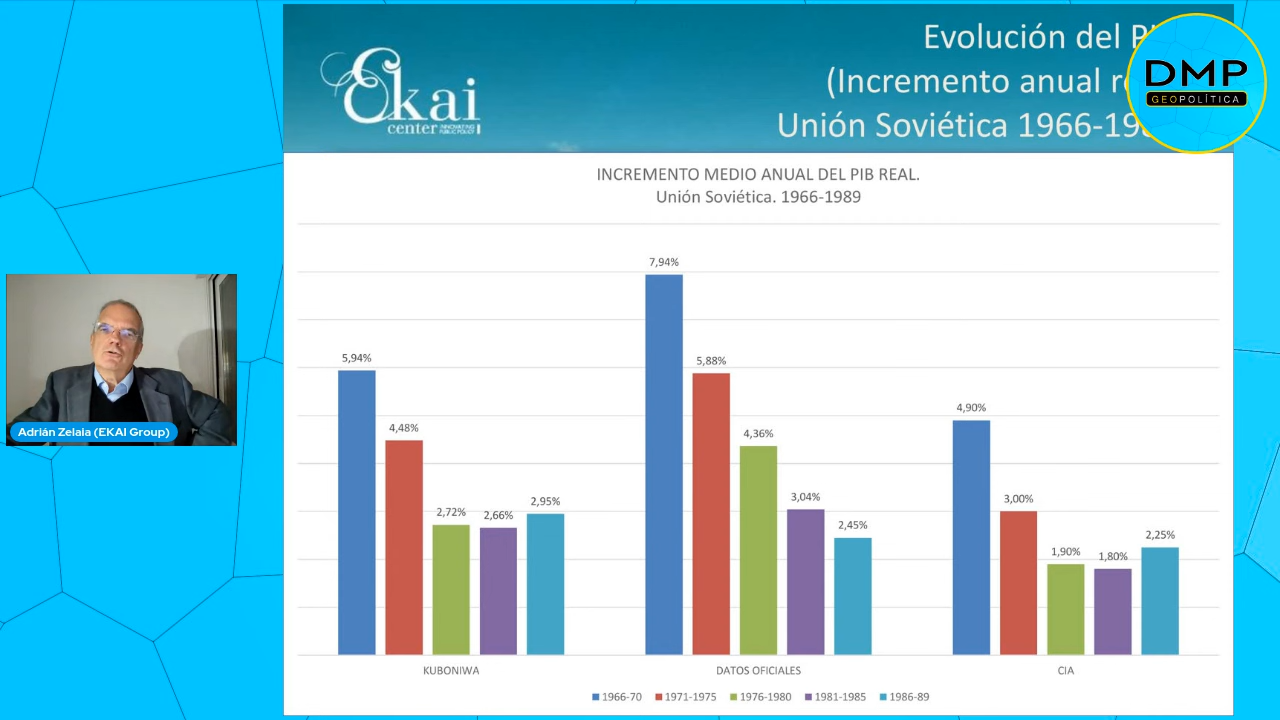 Ekai
center INNOVATING PUBLIC POLICY
Evolución del
(Incremento anual
Unión Soviética 1966-19
DMP
GEOPOLÍTICA
INCREMENTO MEDIO ANUAL DEL PIB REAL.
Unión Soviética. 1966-1989
5,94%
4,48%
2,72%
2,66%
2,95%
7,94%
5,88%
4,36%
3,04%
2,45%
4,90%
3,00%
1,90%
1,80%
2,25%
KUBONIWA
DATOS OFICIALES
CIA
1966-70 1971-1975 1976-1980 1981-1985 1986-89
Adrián Zelaia (EKAI Group)